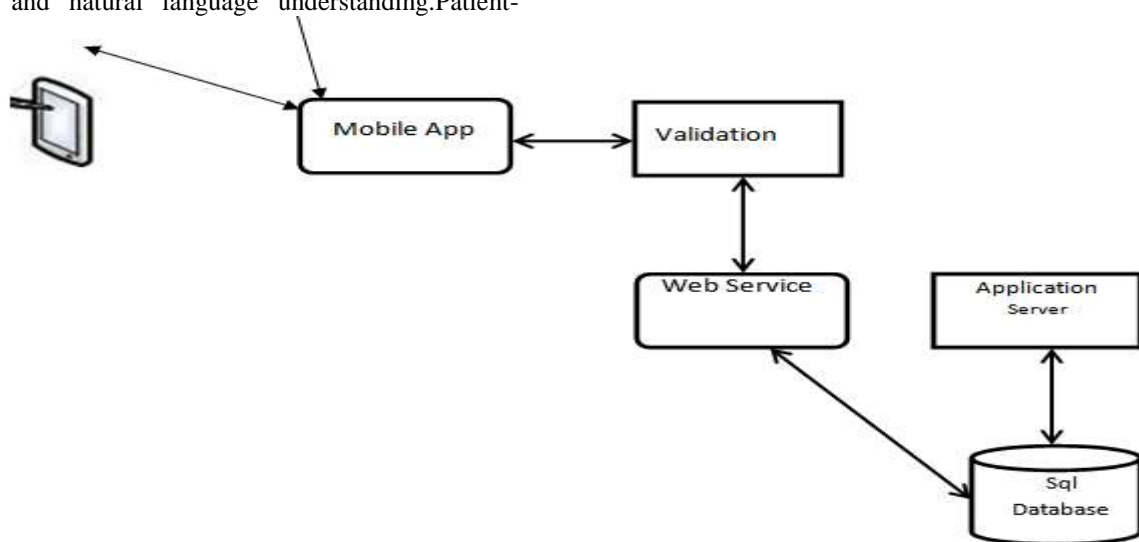 and natural language understanding.Patient-
Mobile App
Validation
Web Service
Application
Server
Sql
Database